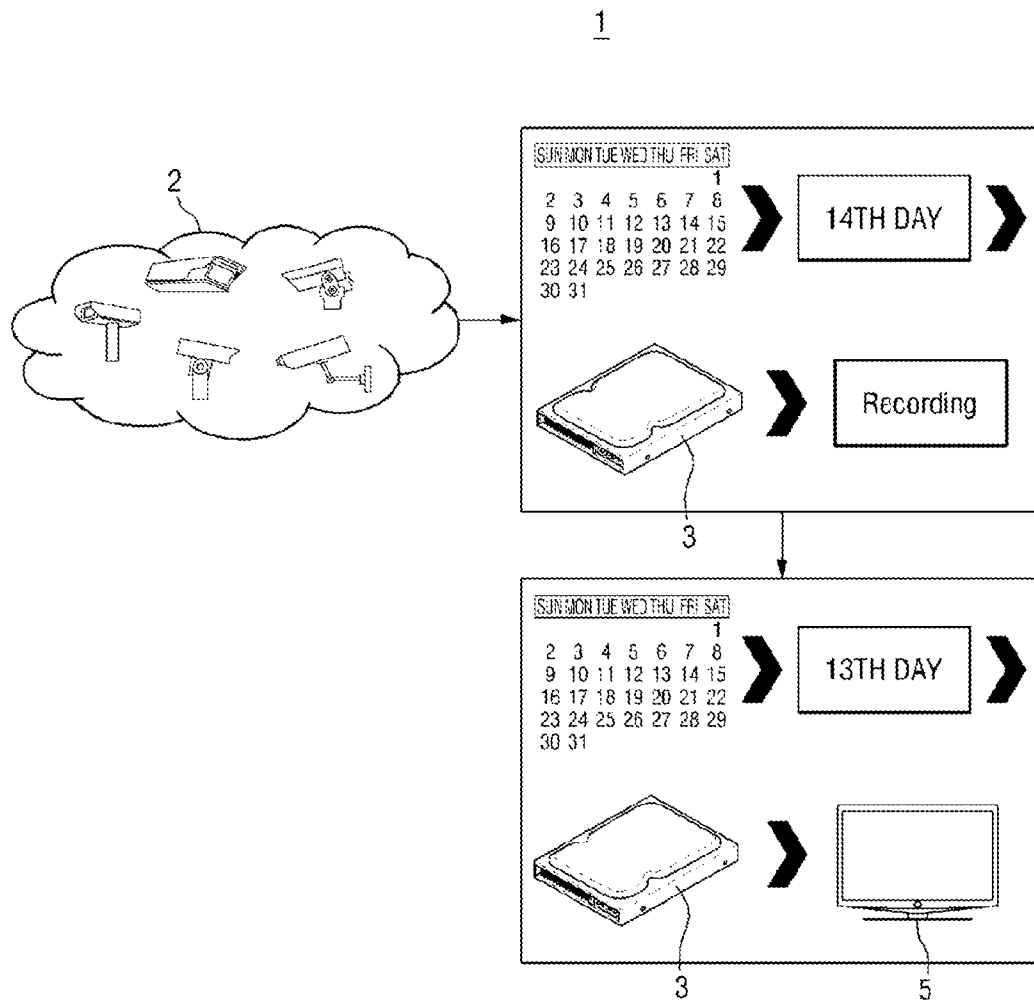 1
2
SUN MON TUE WED THU FRI SAT
1
2 3 4 5 6 7 8
9 10 11 12 13 14 15
16 17 18 19 20 21 22
23 24 25 26 27 28 29
30 31
14TH DAY
Recording
3
SUN MON TUE WED THU FRI SAT
1
2 3 4 5 6 7 8
9 10 11 12 13 14 15
16 17 18 19 20 21 22
23 24 25 26 27 28 29
30 31
13TH DAY
3
5